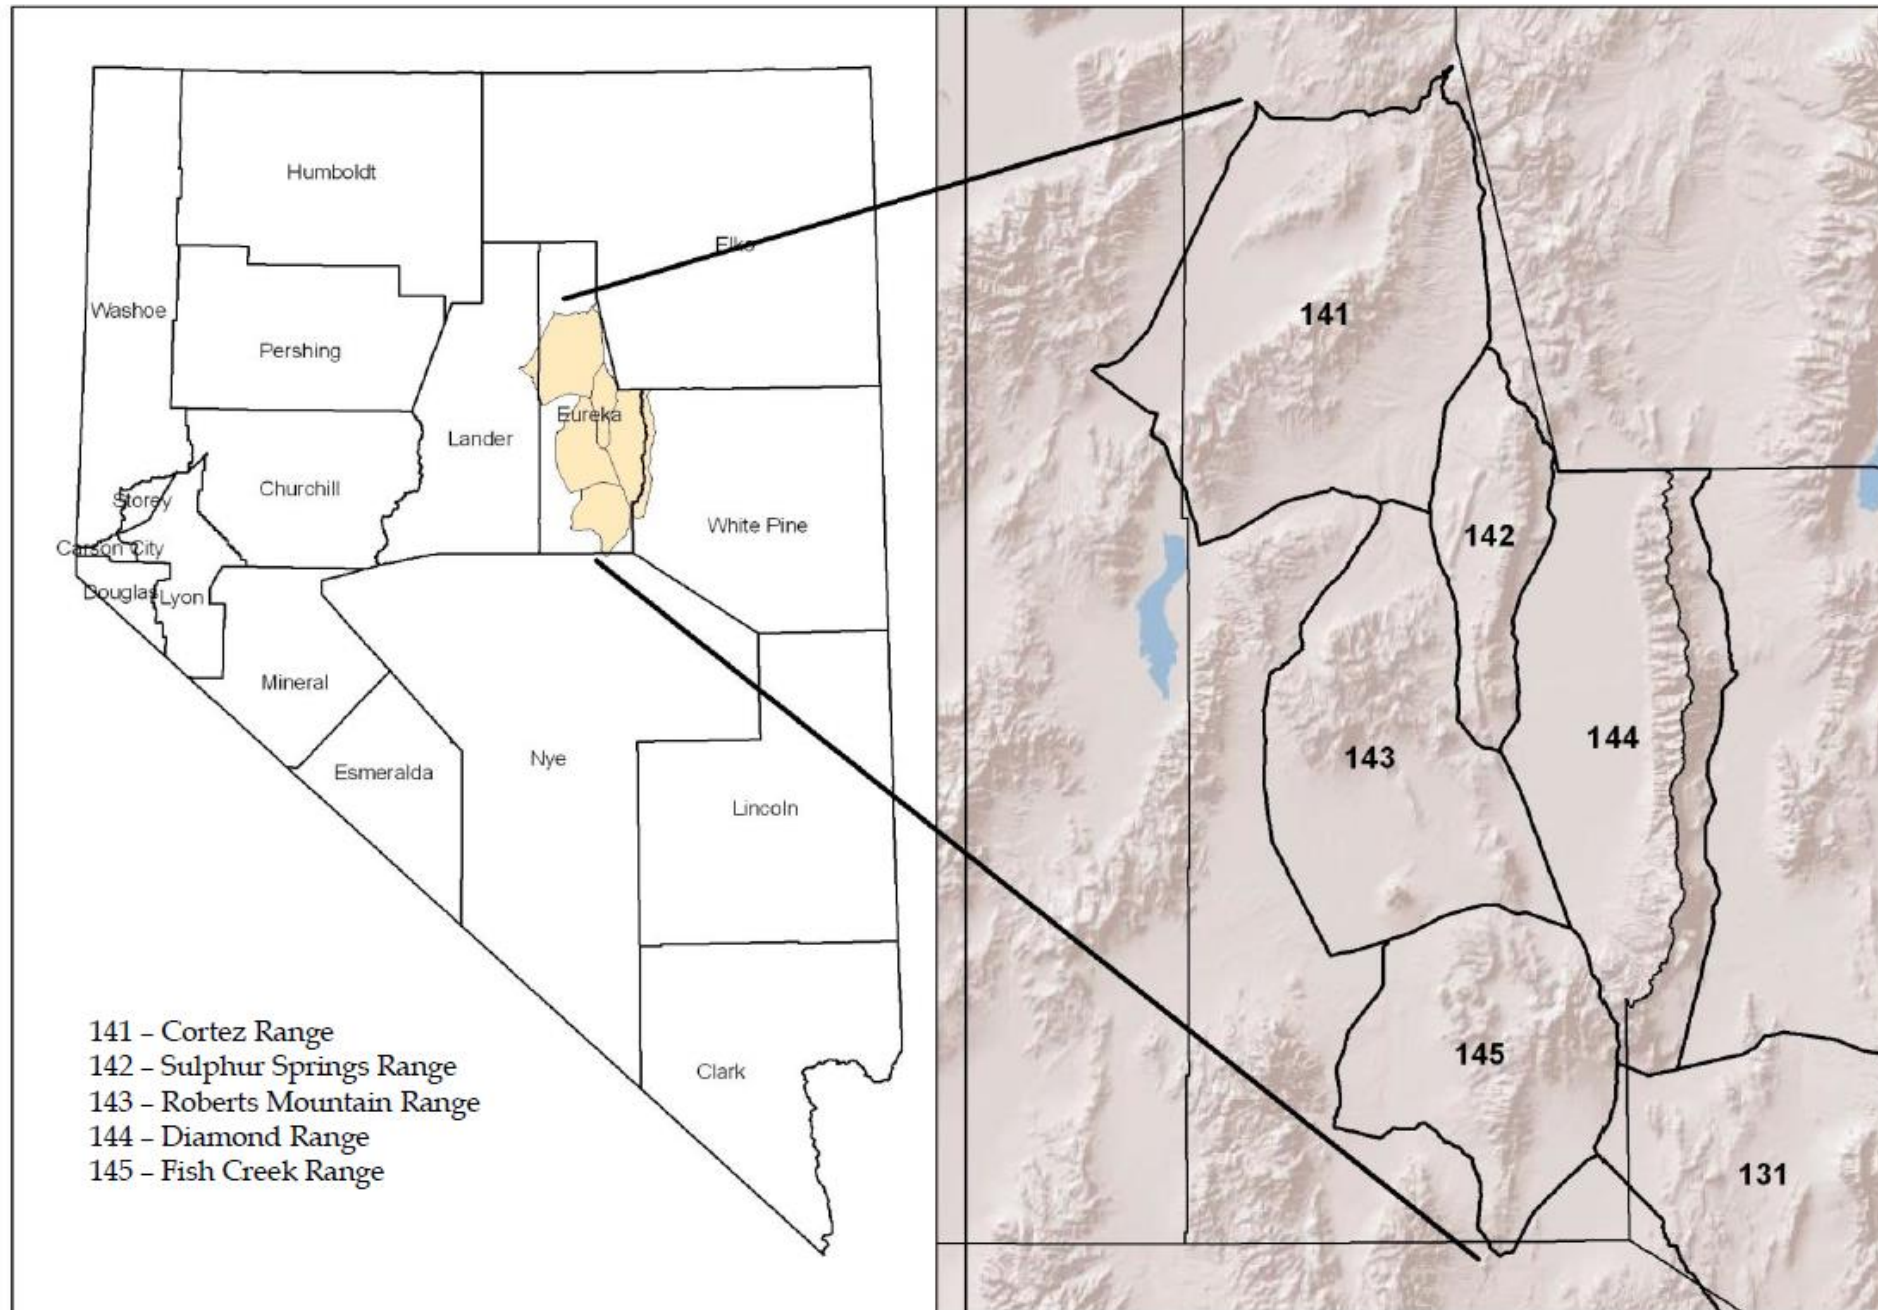 Humboldt
Elko
Washoe
Pershing
Eureka
Lander
Churchill
Storey
White Pine
Carson City
Douglas
Lyon
Mineral
Nye
Esmeralda
Lincoln
Clark
141 – Cortez Range
142 – Sulphur Springs Range
143 – Roberts Mountain Range
144 – Diamond Range
145 – Fish Creek Range
141
142
143
144
145
131